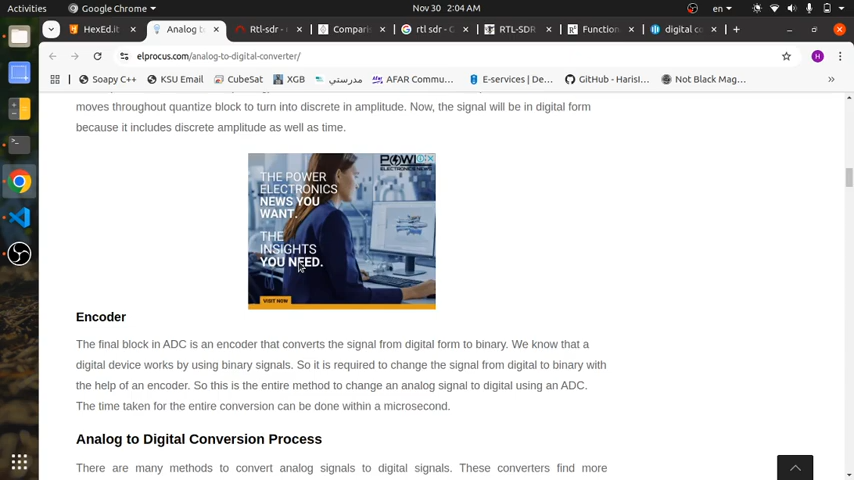 Activities
Google Chrome
Nov 30 2:04 AM
en
HexEd.it
Analog to
Rtl-sdr -
Comparis
rtl sdr - G
RTL-SDR
Function
digital co
elprocus.com/analog-to-digital-converter/
H
Soapy C++
KSU Email
CubeSat
XGB
مدرستي
AFAR Commu...
E-services | De...
GitHub - HarisI...
Not Black Mag...
moves throughout quantize block to turn into discrete in amplitude. Now, the signal will be in digital form
because it includes discrete amplitude as well as time.
POWE
ELECTRONICS NEWS
THE POWER
ELECTRONICS
NEWS YOU
WANT.
THE
INSIGHTS
YOU NEED.
VISIT NOW
Encoder
The final block in ADC is an encoder that converts the signal from digital form to binary. We know that a
digital device works by using binary signals. So it is required to change the signal from digital to binary with
the help of an encoder. So this is the entire method to change an analog signal to digital using an ADC.
The time taken for the entire conversion can be done within a microsecond.
Analog to Digital Conversion Process
There are many methods to convert analog signals to digital signals. These converters find more